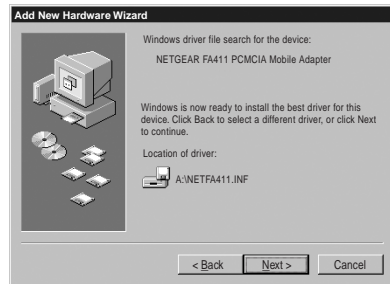 Add New Hardware Wizard
Windows driver file search for the device:
NETGEAR FA411 PCMCIA Mobile Adapter
Windows is now ready to install the best driver for this
device. Click Back to select a different driver, or click Next
to continue.
Location of driver:
A:\NETFA411.INF
< Back
Next >
Cancel